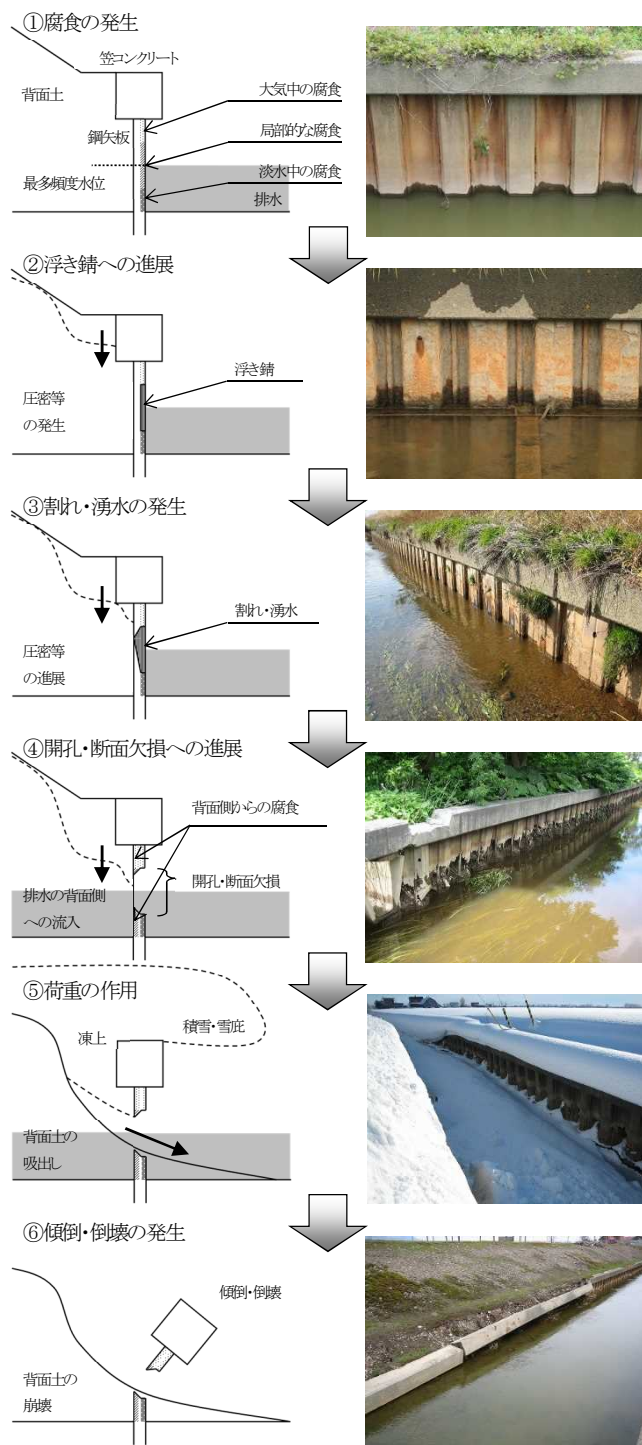 ①腐食の発生
笠コンクリート
背面土
大気中の腐食
鋼矢板
局部的な腐食
最多頻度水位
淡水中の腐食
排水
②浮き錆への進展
浮き錆
圧密等
の発生
③割れ・湧水の発生
割れ・湧水
圧密等
の進展
④開孔・断面欠損への進展
背面側からの腐食
開孔・断面欠損
排水の背面側
への流入
⑤荷重の作用
凍上
積雪・雪庇
背面土の
吸出し
⑥傾倒・倒壊の発生
傾倒・倒壊
背面土の
崩壊